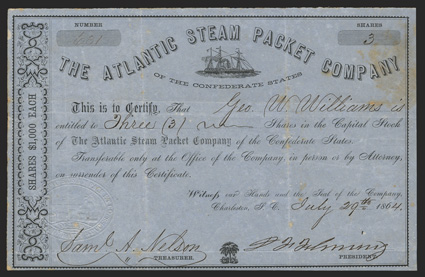 NUMBER
SHARES
3
THE ATLANTIC STEAM PACKET COMPANY
OF THE CONFEDERATE STATES
SHARES $1,000 EACH
This is to Certify, That Geo. W. Williams is
entitled to Three (3) Shares in the Capital Stock
of The Atlantic Steam Packet Company of the Confederate States.
Transferable only at the Office of the Company, in person or by Attorney,
on surrender of this Certificate.
Witness our Hands and the Seal of this Company,
Charleston, S. C. July 29th 1864.
Saml. A. Nelson
TREASURER.
PRESIDENT.